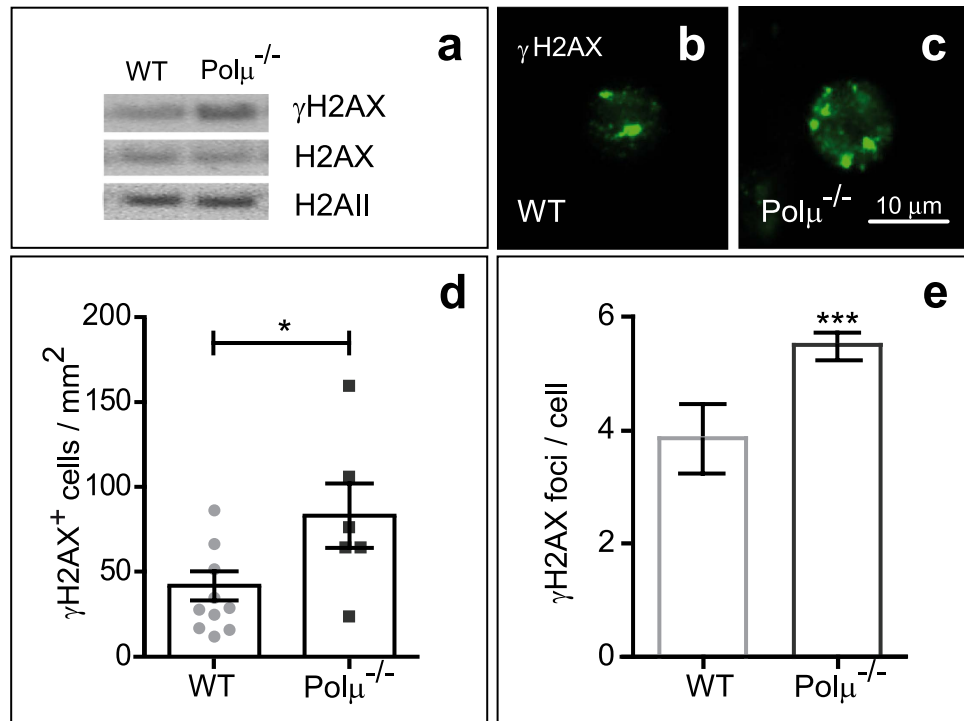 a
WT Polμ-/-
γH2AX
H2AX
H2AII
b
γH2AX
WT
c
Polμ-/-
10 μm
d
γH2AX+ cells / mm2
200
150
100
50
0
*
WT Polμ-/-
e
γH2AX foci / cell
6
4
2
0
***
WT Polμ-/-